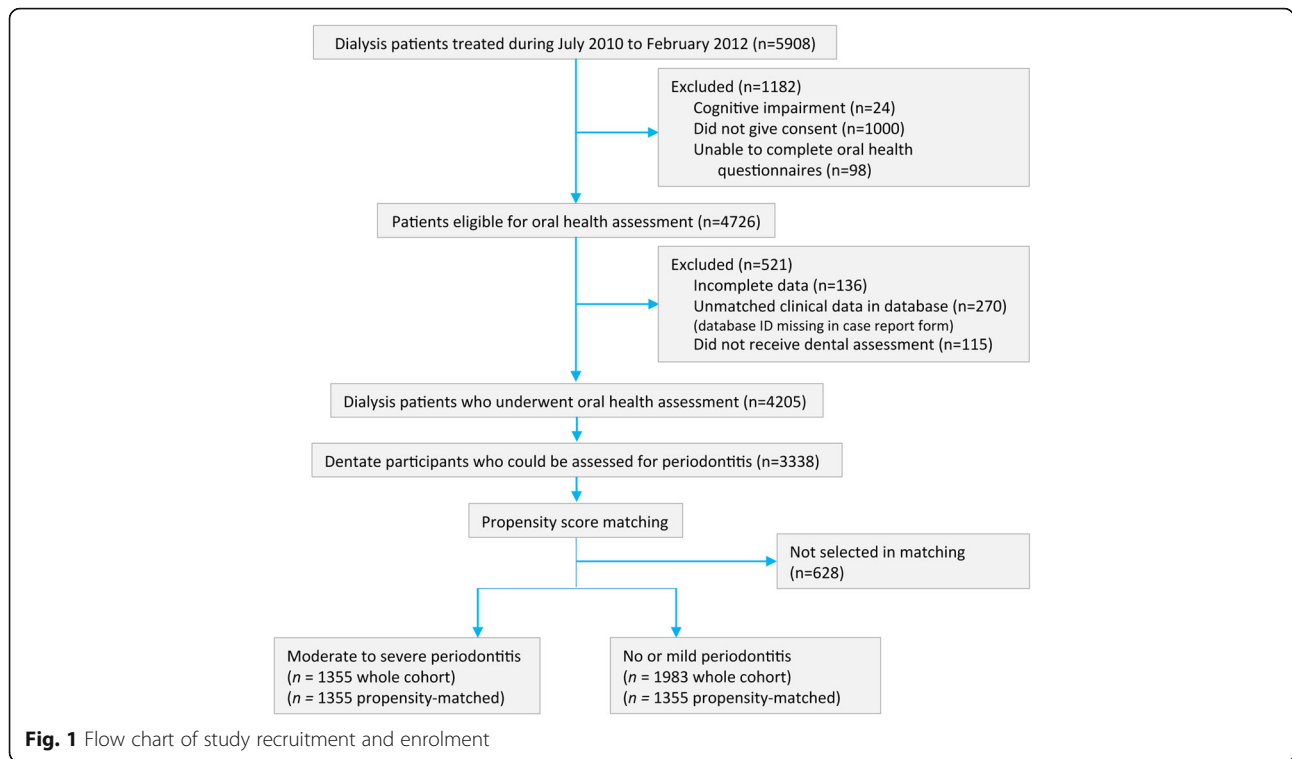 Dialysis patients treated during July 2010 to February 2012 (n=5908)
Excluded (n=1182)
Cognitive impairment (n=24)
Did not give consent (n=1000)
Unable to complete oral health
questionnaires (n=98)
Patients eligible for oral health assessment (n=4726)
Excluded (n=521)
Incomplete data (n=136)
Unmatched clinical data in database (n=270)
(database ID missing in case report form)
Did not receive dental assessment (n=115)
Dialysis patients who underwent oral health assessment (n=4205)
Dentate participants who could be assessed for periodontitis (n=3338)
Propensity score matching
Not selected in matching
(n=628)
Moderate to severe periodontitis
(n = 1355 whole cohort)
(n = 1355 propensity-matched)
No or mild periodontitis
(n = 1983 whole cohort)
(n = 1355 propensity-matched)
Fig. 1 Flow chart of study recruitment and enrolment